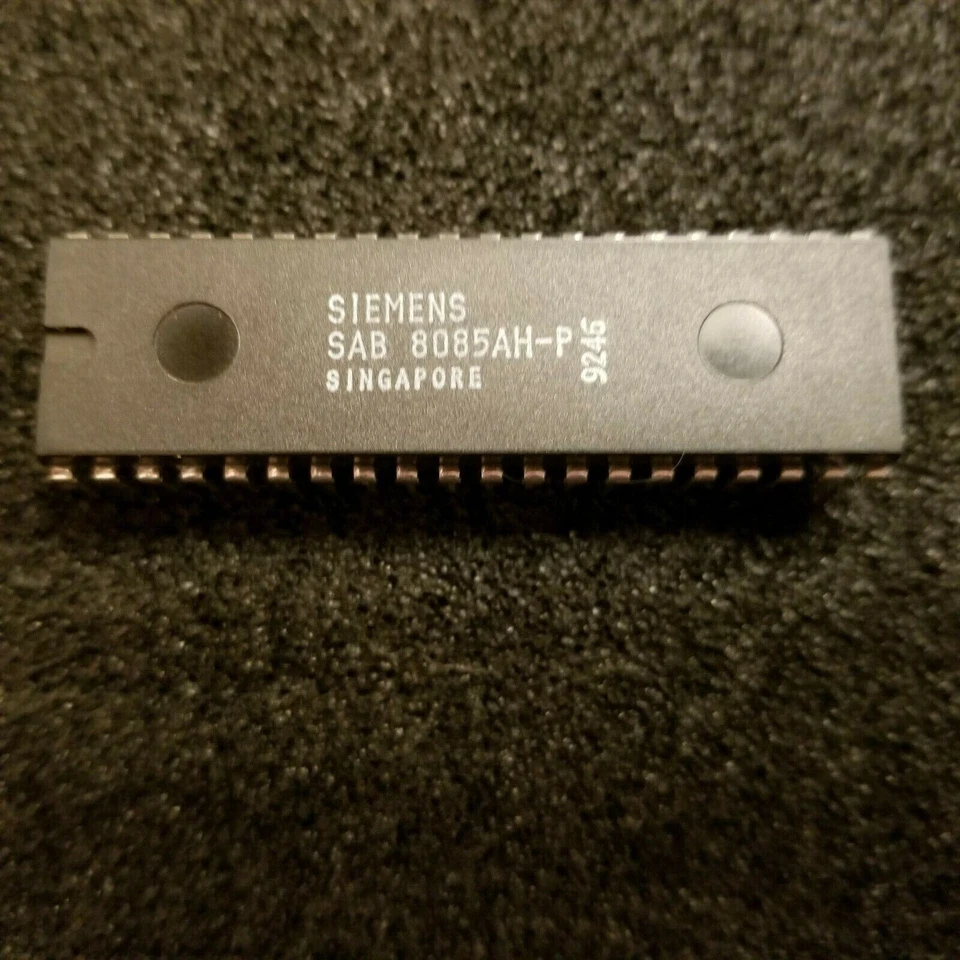 SIEMENS
SAB 8085AH-P
SINGAPORE
9246